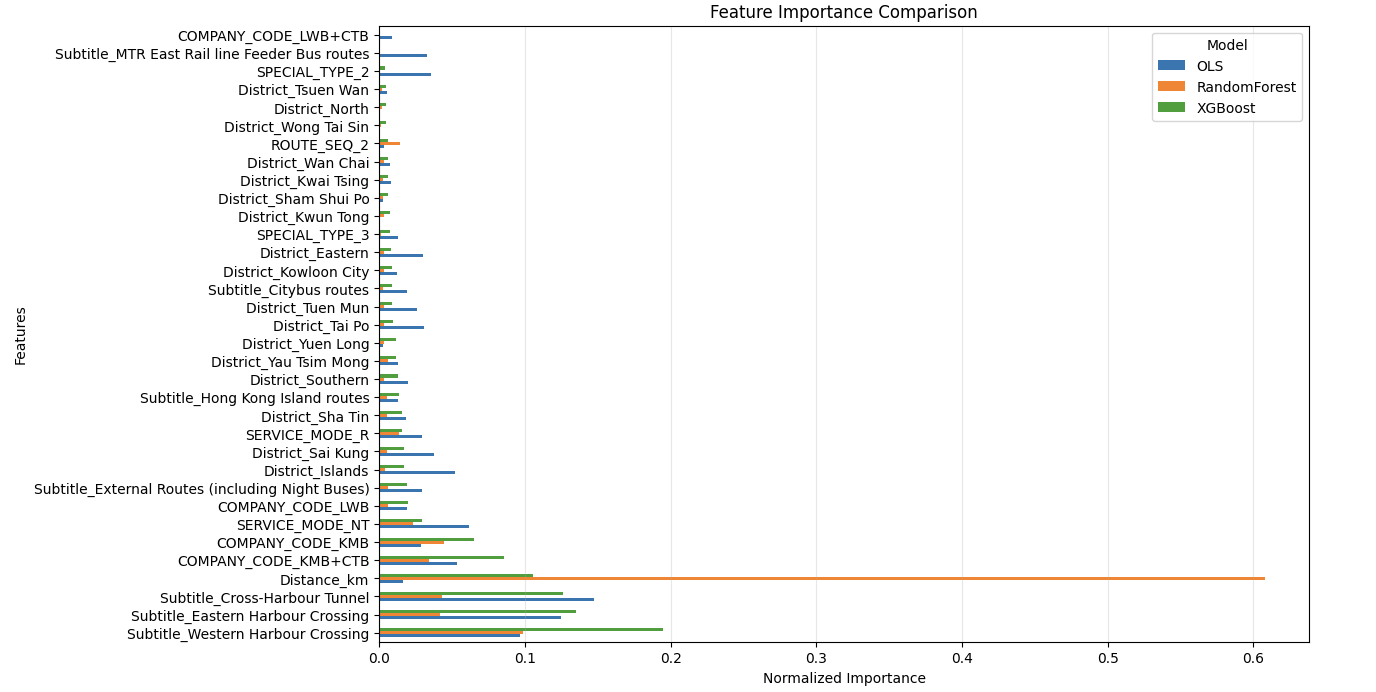 Feature Importance Comparison
COMPANY_CODE_LWB+CTB
Subtitle_MTR East Rail line Feeder Bus routes
SPECIAL_TYPE_2
District_Tsuen Wan
District_North
District_Wong Tai Sin
ROUTE_SEQ_2
District_Wan Chai
District_Kwai Tsing
District_Sham Shui Po
District_Kwun Tong
SPECIAL_TYPE_3
District_Eastern
District_Kowloon City
Subtitle_Citybus routes
District_Tuen Mun
District_Tai Po
District_Yuen Long
District_Yau Tsim Mong
District_Southern
Subtitle_Hong Kong Island routes
District_Sha Tin
SERVICE_MODE_R
District_Sai Kung
District_Islands
Subtitle_External Routes (including Night Buses)
COMPANY_CODE_LWB
SERVICE_MODE_NT
COMPANY_CODE_KMB
COMPANY_CODE_KMB+CTB
Distance_km
Subtitle_Cross-Harbour Tunnel
Subtitle_Eastern Harbour Crossing
Subtitle_Western Harbour Crossing
Features
Model
OLS
RandomForest
XGBoost
0.0 0.1 0.2 0.3 0.4 0.5 0.6
Normalized Importance